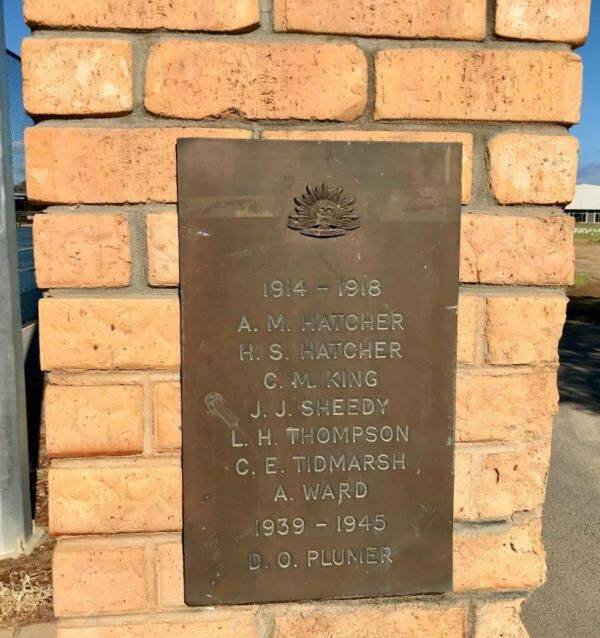 1914 - 1918
A. M. HATCHER
H. S. HATCHER
C. M. KING
J. J. SHEEDY
L. H. THOMPSON
C. E. TIDMARSH
A. WARD
1939 - 1945
D. O. PLUMER